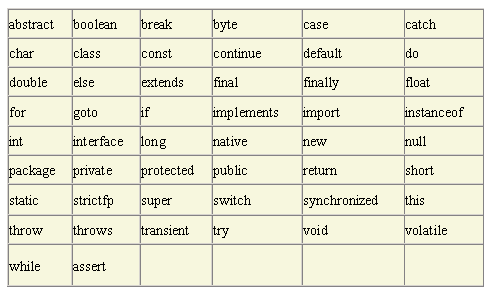 abstract boolean break byte case catch
char class const continue default do
double else extends final finally float
for goto if implements import instanceof
int interface long native new null
package private protected public return short
static strictfp super switch synchronized this
throw throws transient try void volatile
while assert